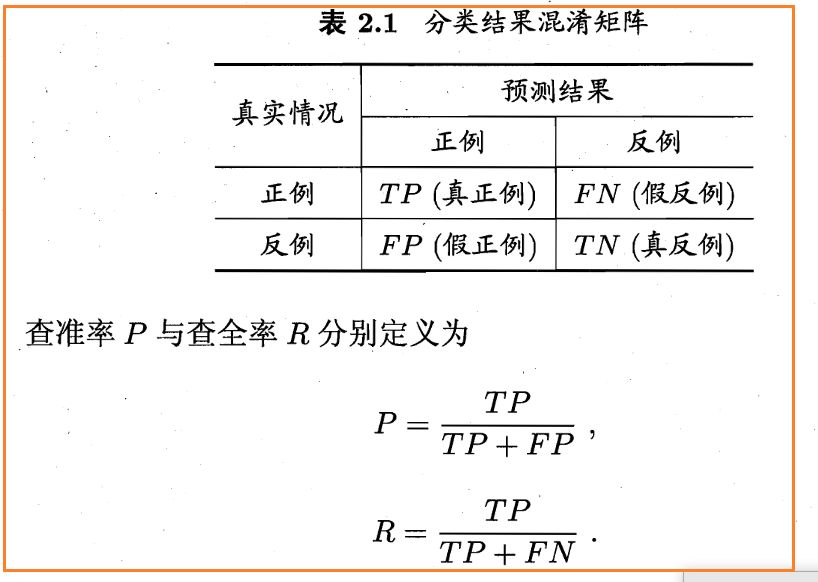 表 2.1 分类结果混淆矩阵
真实情况 预测结果
正例 反例
正例 TP (真正例) FN (假反例)
反例 FP (假正例) TN (真反例)
查准率 P 与查全率 R 分别定义为
P = TP / (TP + FP) ,
R = TP / (TP + FN) .